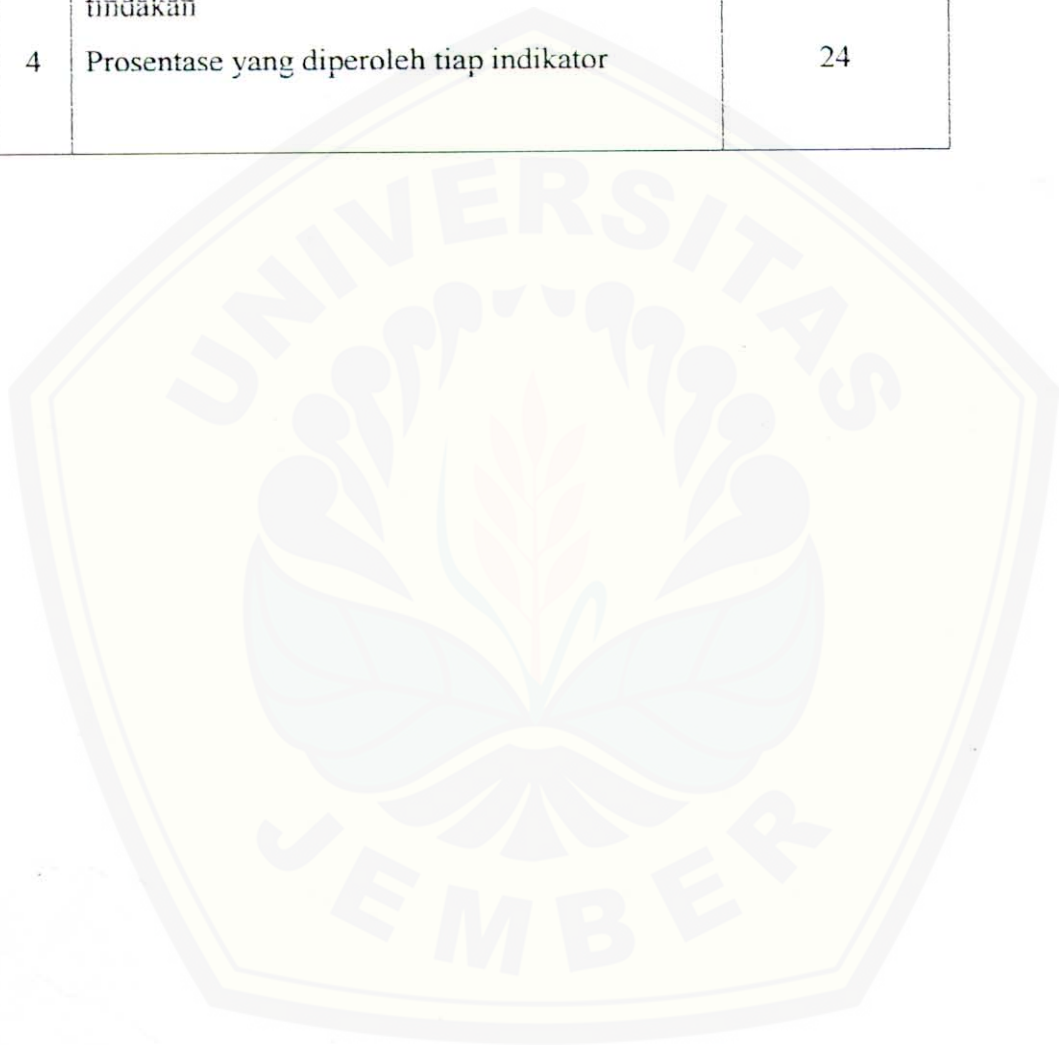 tindakan
4 Prosentase yang diperoleh tiap indikator 24
UNIVERSITAS
JEMBER